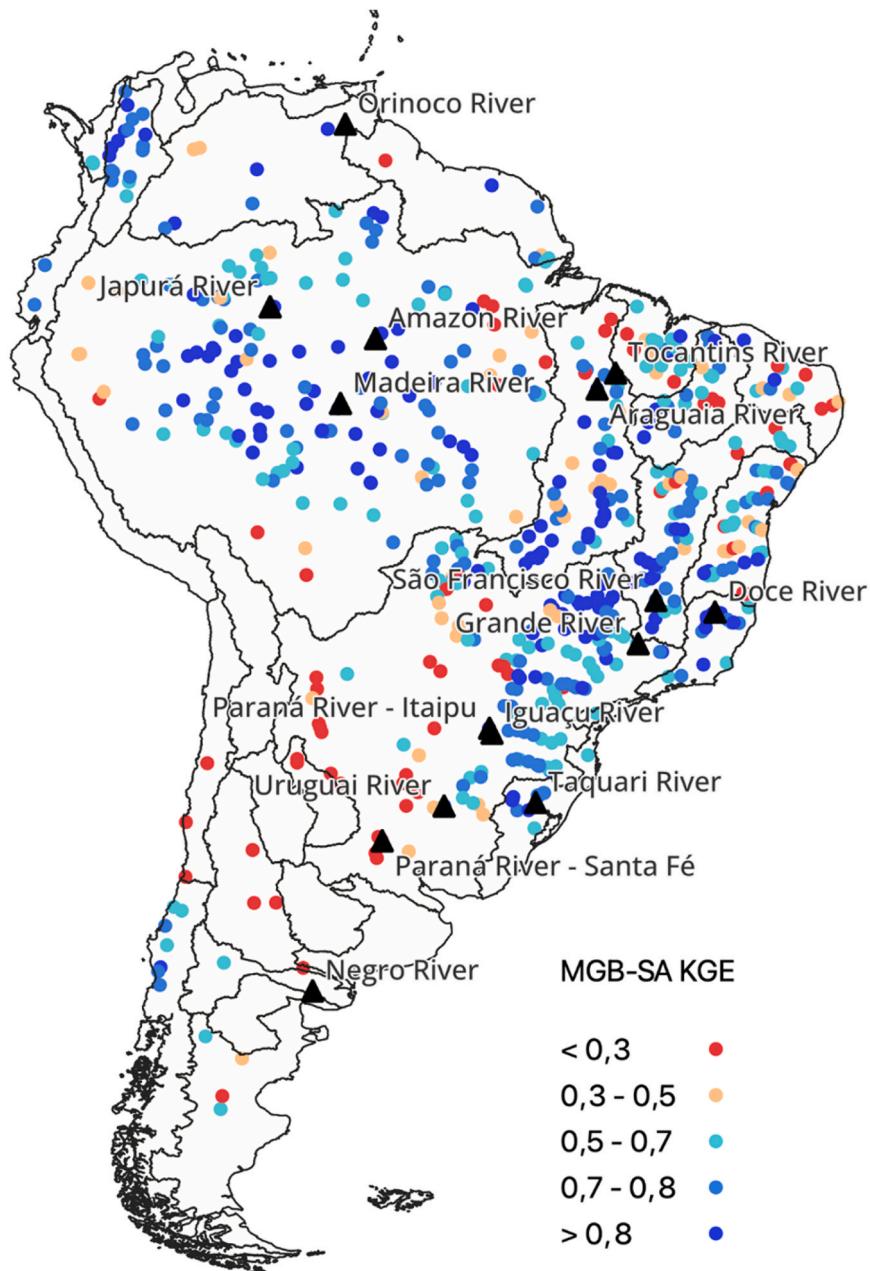 Orinoco River
Japurá River
Amazon River
Tocantins River
Madeira River
Araguaia River
São Francisco River
Doce River
Grande River
Paraná River - Itaipu
Iguaçu River
Uruguai River
Taquari River
Paraná River - Santa Fé
Negro River
MGB-SA KGE
< 0,3
0,3 - 0,5
0,5 - 0,7
0,7 - 0,8
> 0,8